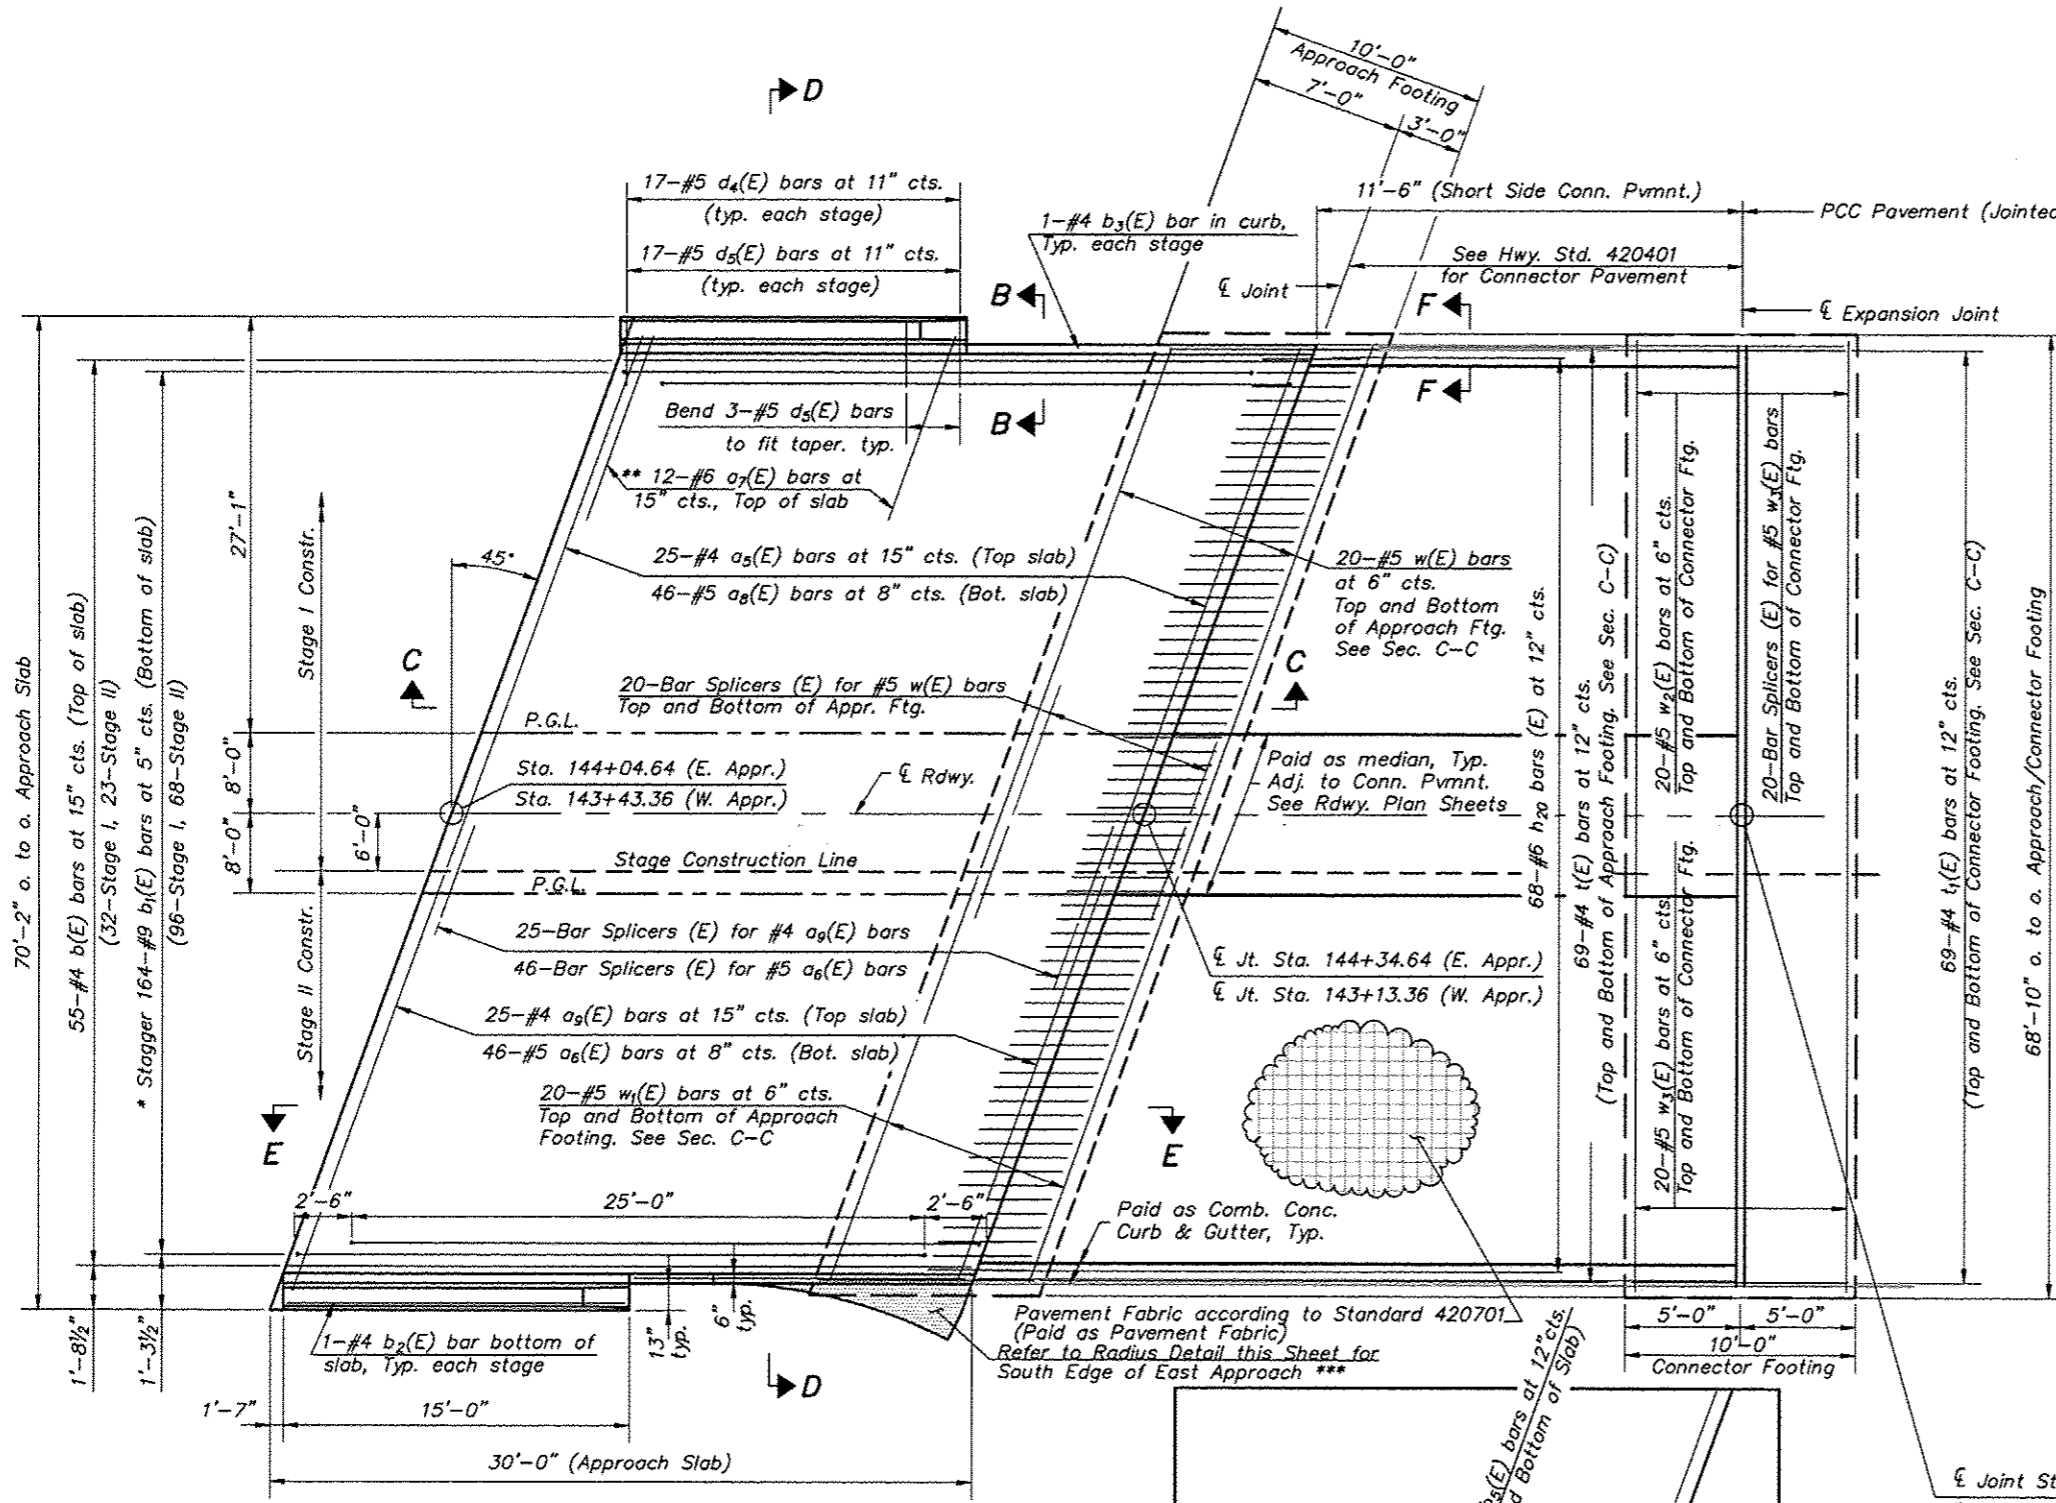 10'-0"
Approach Footing
7'-0"
3'-0"
D
17-#5 d4(E) bars at 11" cts.
(typ. each stage)
17-#5 d5(E) bars at 11" cts.
(typ. each stage)
1-#4 b3(E) bar in curb,
Typ. each stage
11'-6" (Short Side Conn. Pvmnt.)
PCC Pavement (Jointed
See Hwy. Std. 420401
for Connector Pavement
℄ Joint
B
F
℄ Expansion Joint
Bend 3-#5 d5(E) bars
to fit taper. typ.
B
F
** 12-#6 a7(E) bars at
15" cts., Top of slab
45°
25-#4 a5(E) bars at 15" cts. (Top slab)
46-#5 a8(E) bars at 8" cts. (Bot. slab)
20-#5 w(E) bars
at 6" cts.
Top and Bottom
of Approach Ftg.
See Sec. C-C
C
C
20-Bar Splicers (E) for #5 w(E) bars
Top and Bottom of Appr. Ftg.
P.G.L.
Sta. 144+04.64 (E. Appr.)
Sta. 143+43.36 (W. Appr.)
℄ Rdwy.
Paid as median, Typ.
Adj. to Conn. Pvmnt.
See Rdwy. Plan Sheets
Stage Construction Line
P.G.L.
25-Bar Splicers (E) for #4 a9(E) bars
46-Bar Splicers (E) for #5 a6(E) bars
℄ Jt. Sta. 144+34.64 (E. Appr.)
℄ Jt. Sta. 143+13.36 (W. Appr.)
25-#4 a9(E) bars at 15" cts. (Top slab)
46-#5 a6(E) bars at 8" cts. (Bot. slab)
20-#5 w1(E) bars at 6" cts.
Top and Bottom of Approach
Footing. See Sec. C-C
E
E
2'-6"
25'-0"
2'-6"
Paid as Comb. Conc.
Curb & Gutter, Typ.
Pavement Fabric according to Standard 420701
(Paid as Pavement Fabric)
Refer to Radius Detail this Sheet for
South Edge of East Approach ***
1-#4 b2(E) bar bottom of
slab, Typ. each stage
13"
typ.
6"
typ.
D
1'-7"
15'-0"
30'-0" (Approach Slab)
5'-0"
5'-0"
10'-0"
Connector Footing
70'-2" o. to o. Approach Slab
55-#4 b(E) bars at 15" cts. (Top of slab)
(32-Stage I, 23-Stage II)
* Stagger 164-#9 b1(E) bars at 5" cts. (Bottom of slab)
(96-Stage I, 68-Stage II)
27'-1"
8'-0"
8'-0"
6'-0"
Stage I Constr.
Stage II Constr.
1'-8½"
1'-3½"
68-#6 h20 bars (E) at 12" cts.
69-#4 t(E) bars at 12" cts.
(Top and Bottom of Approach Footing. See Sec. C-C)
20-#5 w2(E) bars at 6" cts.
Top and Bottom of Connector Ftg.
20-Bar Splicers (E) for #5 w3(E) bars
Top and Bottom of Connector Ftg.
20-#5 w3(E) bars at 6" cts.
Top and Bottom of Connector Ftg.
69-#4 t1(E) bars at 12" cts.
(Top and Bottom of Connector Footing. See Sec. C-C)
68'-10" o. to o. Approach/Connector Footing
5(E) bars at 12" cts.
d Bottom of Slab)
℄ Joint St